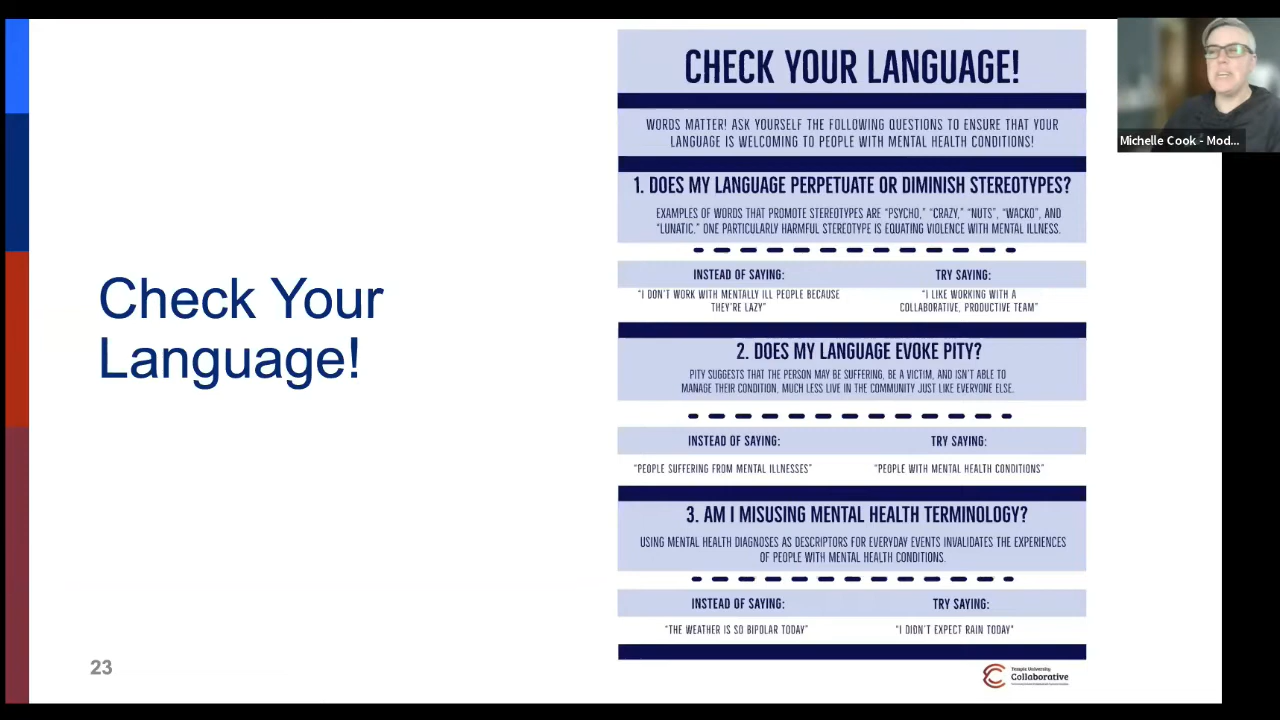 Check Your
Language!
23
CHECK YOUR LANGUAGE!
WORDS MATTER! ASK YOURSELF THE FOLLOWING QUESTIONS TO ENSURE THAT YOUR
LANGUAGE IS WELCOMING TO PEOPLE WITH MENTAL HEALTH CONDITIONS!
1. DOES MY LANGUAGE PERPETUATE OR DIMINISH STEREOTYPES?
EXAMPLES OF WORDS THAT PROMOTE STEREOTYPES ARE "PSYCHO," "CRAZY," "NUTS", "WACKO", AND
"LUNATIC." ONE PARTICULARLY HARMFUL STEREOTYPE IS EQUATING VIOLENCE WITH MENTAL ILLNESS.
INSTEAD OF SAYING:
"I DON'T WORK WITH MENTALLY ILL PEOPLE BECAUSE
THEY'RE LAZY"
TRY SAYING:
"I LIKE WORKING WITH A
COLLABORATIVE, PRODUCTIVE TEAM"
2. DOES MY LANGUAGE EVOKE PITY?
PITY SUGGESTS THAT THE PERSON MAY BE SUFFERING, BE A VICTIM, AND ISN'T ABLE TO
MANAGE THEIR CONDITION, MUCH LESS LIVE IN THE COMMUNITY JUST LIKE EVERYONE ELSE.
INSTEAD OF SAYING:
"PEOPLE SUFFERING FROM MENTAL ILLNESSES"
TRY SAYING:
"PEOPLE WITH MENTAL HEALTH CONDITIONS"
3. AM I MISUSING MENTAL HEALTH TERMINOLOGY?
USING MENTAL HEALTH DIAGNOSES AS DESCRIPTORS FOR EVERYDAY EVENTS INVALIDATES THE EXPERIENCES
OF PEOPLE WITH MENTAL HEALTH CONDITIONS.
INSTEAD OF SAYING:
"THE WEATHER IS SO BIPOLAR TODAY"
TRY SAYING:
"I DIDN'T EXPECT RAIN TODAY"
Temple University
Collaborative
Michelle Cook - Mod...